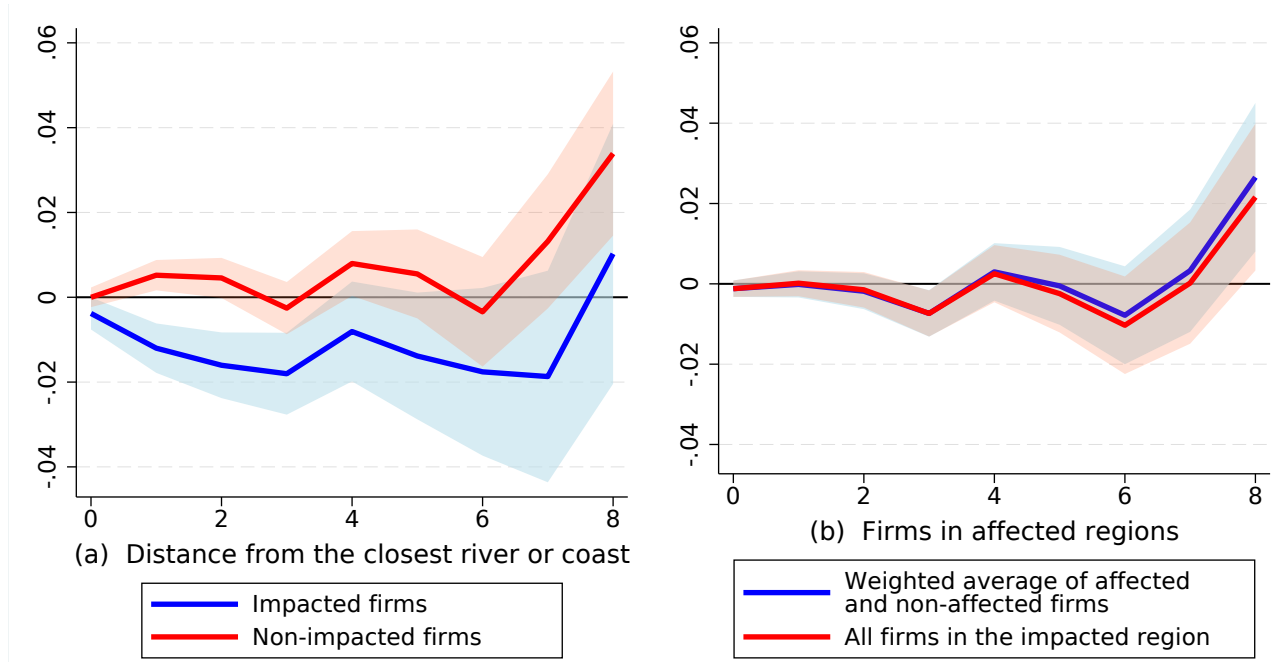 .06
.04
.02
0
-.02
-.04
0 2 4 6 8
(a) Distance from the closest river or coast
Impacted firms
Non-impacted firms
.06
.04
.02
0
-.02
-.04
0 2 4 6 8
(b) Firms in affected regions
Weighted average of affected
and non-affected firms
All firms in the impacted region